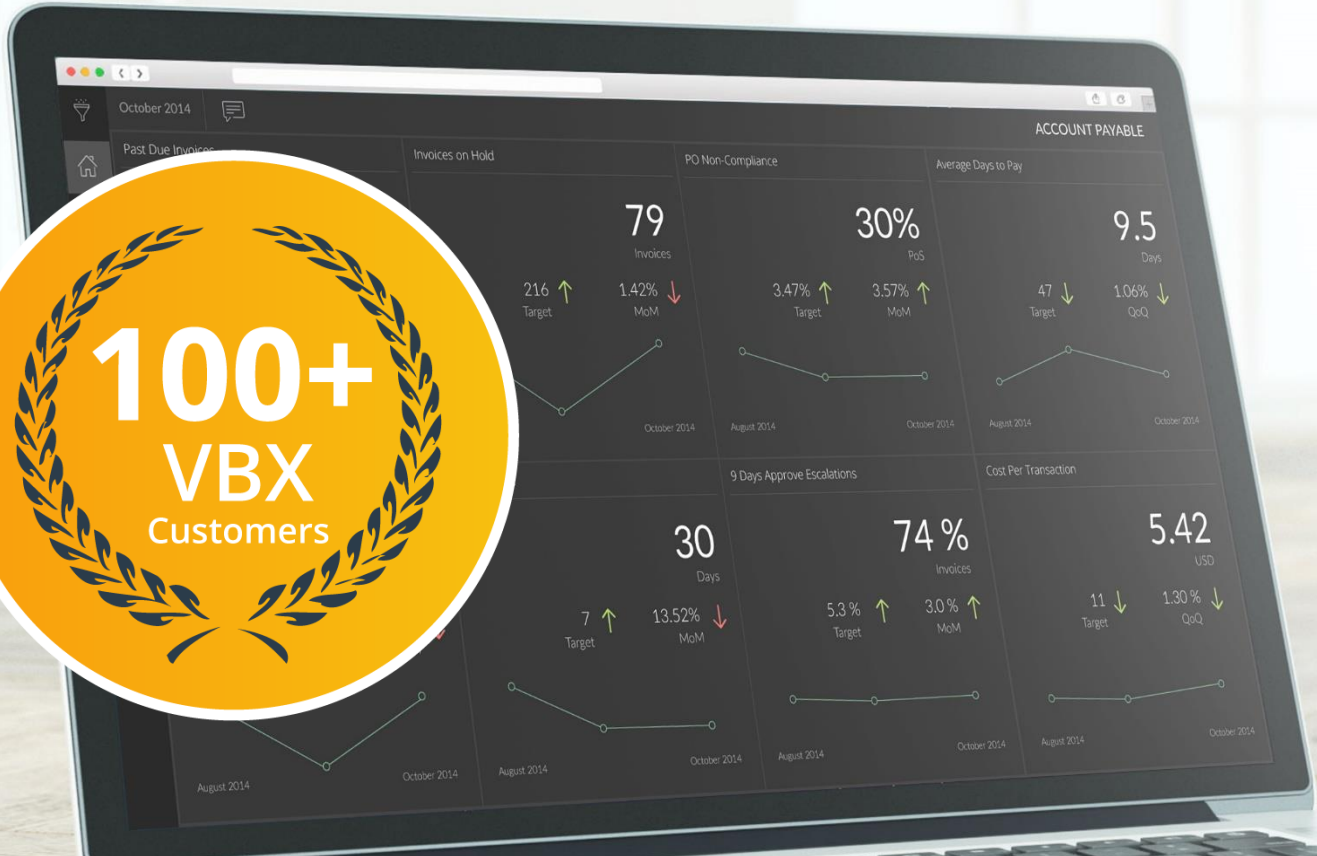 October 2014
ACCOUNT PAYABLE
Past Due Invoices
Invoices on Hold
79
Invoices
216
Target
1.42%
MoM
October 2014
PO Non-Compliance
30%
PoS
3.47%
Target
3.57%
MoM
August 2014
October 2014
Average Days to Pay
9.5
Days
47
Target
1.06%
QoQ
August 2014
October 2014
100+
VBX
Customers
August 2014
October 2014
30
Days
7
Target
13.52%
MoM
August 2014
October 2014
9 Days Approve Escalations
74 %
Invoices
5.3 %
Target
3.0 %
MoM
August 2014
October 2014
Cost Per Transaction
5.42
USD
11
Target
1.30 %
QoQ
August 2014
October 2014